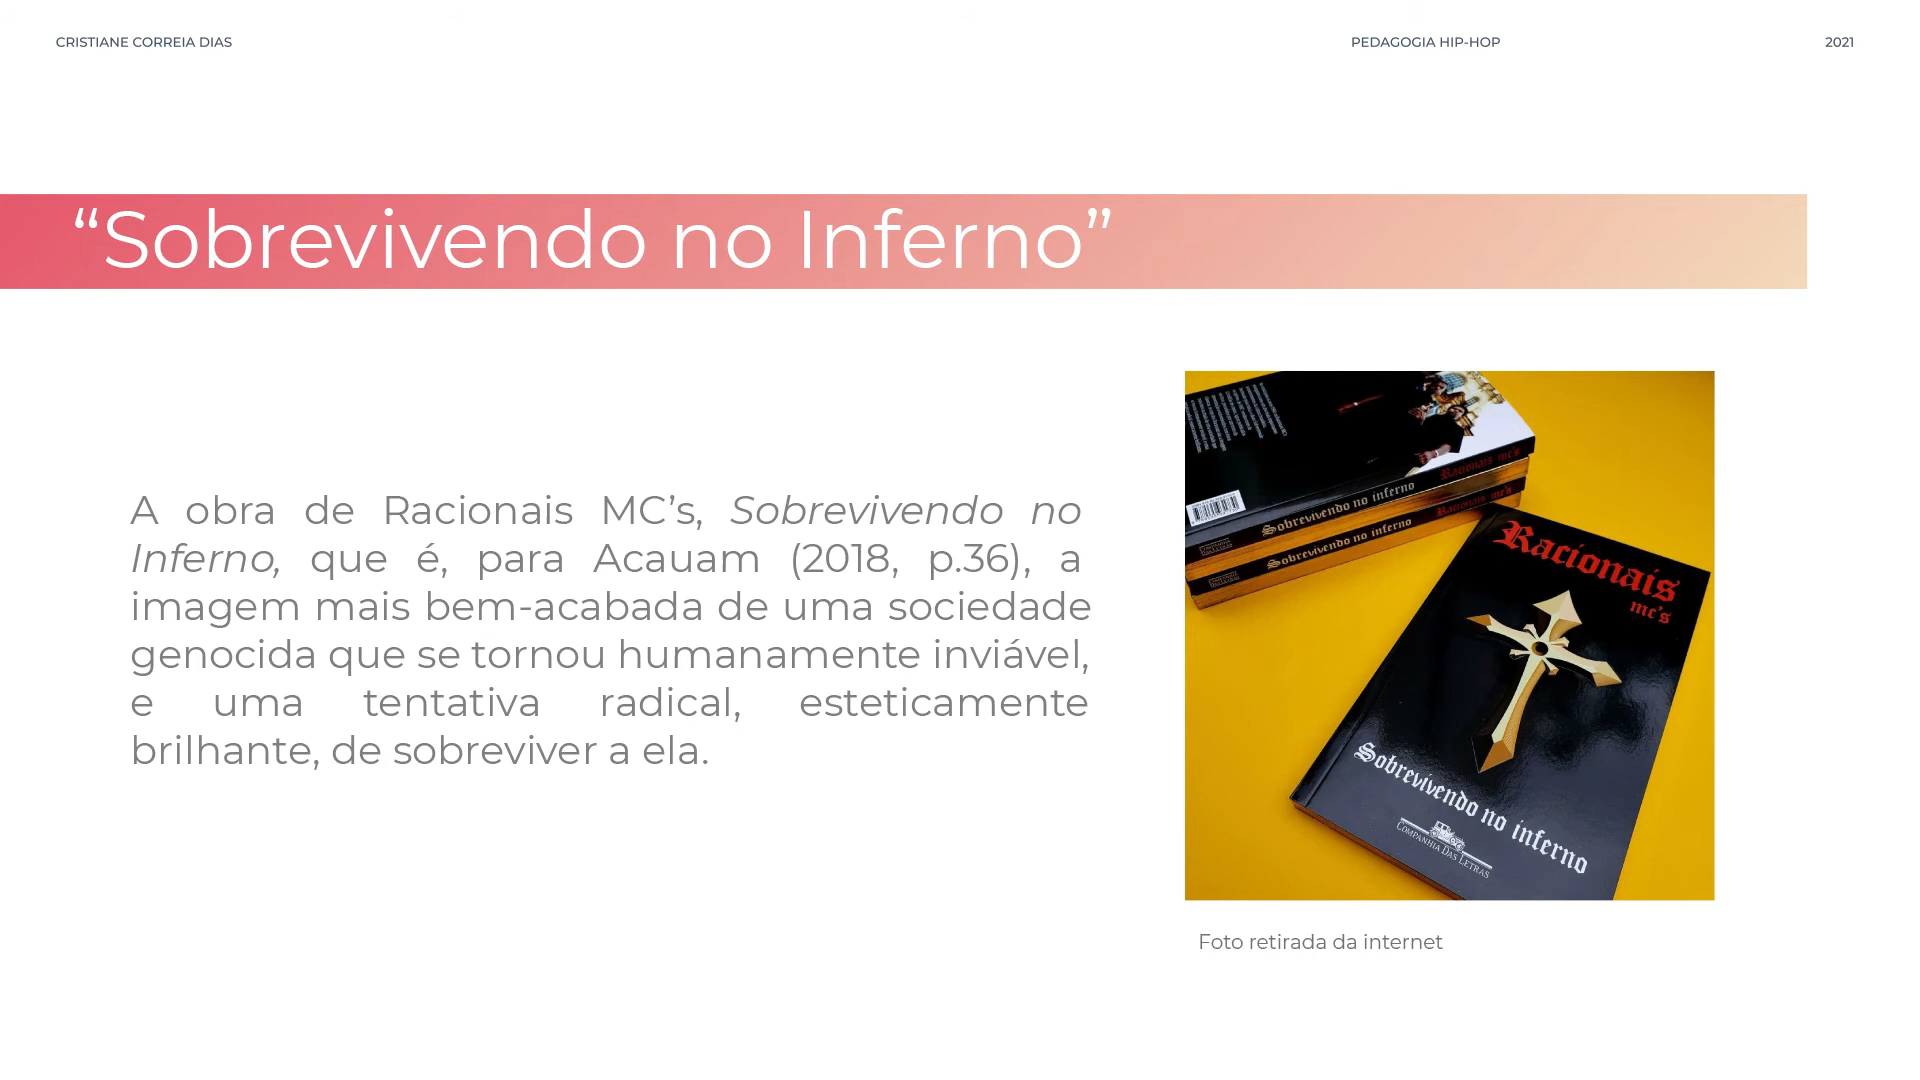 CRISTIANE CORREIA DIAS
PEDAGOGIA HIP-HOP
2021
“Sobrevivendo no Inferno”
A obra de Racionais MC’s, Sobrevivendo no
Inferno, que é, para Acauam (2018, p.36), a
imagem mais bem-acabada de uma sociedade
genocida que se tornou humanamente inviável,
e uma tentativa radical, esteticamente
brilhante, de sobreviver a ela.
Sobrevivendo no inferno Racionais mc's
Sobrevivendo no inferno Racionais mc's
Racionais
mc's
Sobrevivendo no inferno
COMPANHIA DAS LETRAS
Foto retirada da internet